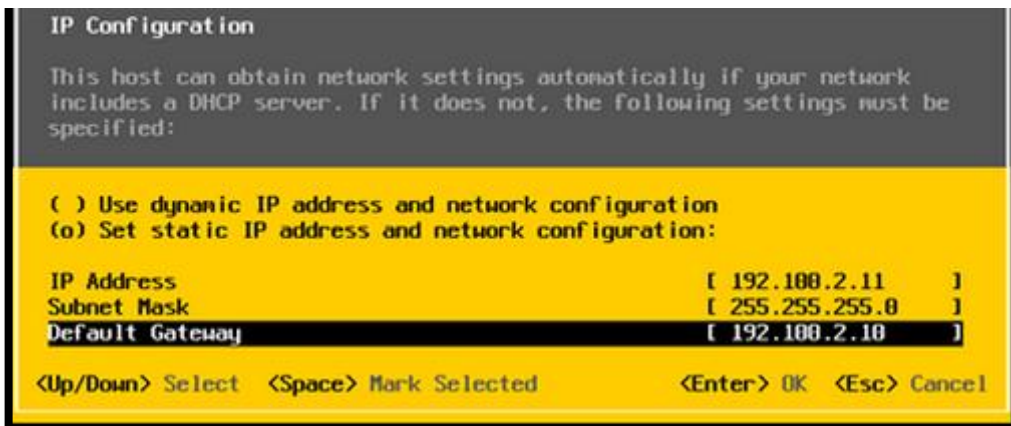 IP Configuration
This host can obtain network settings automatically if your network
includes a DHCP server. If it does not, the following settings must be
specified:
( ) Use dynamic IP address and network configuration
(o) Set static IP address and network configuration:
IP Address [ 192.100.2.11 ]
Subnet Mask [ 255.255.255.0 ]
Default Gateway [ 192.100.2.10 ]
<Up/Down> Select <Space> Mark Selected <Enter> OK <Esc> Cancel